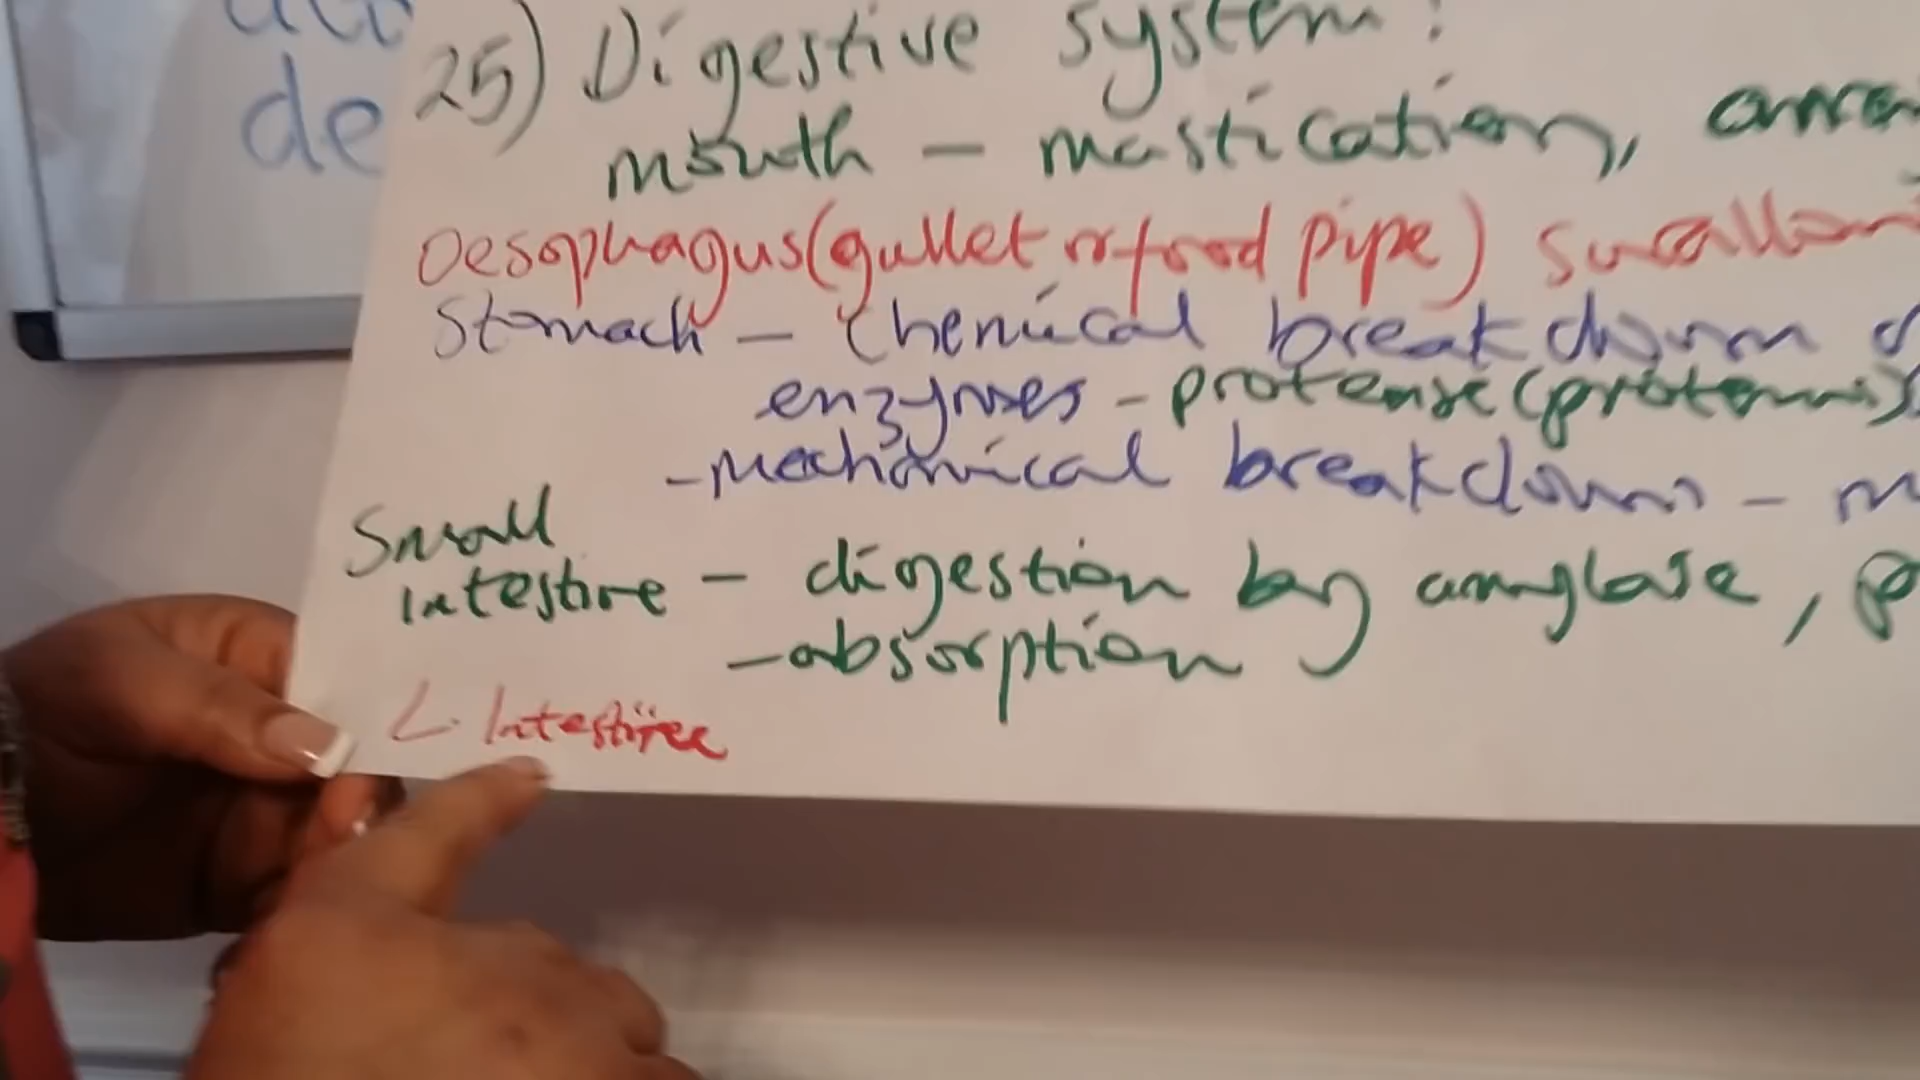 de
25) Digestive system:
mouth – mastication,
Oesophagus (gullet or food pipe)
Stomach – Chemical breakdown
enzymes – protease (proteins)
– mechanical breakdown –
Small
intestine – digestion by amylase,
– absorption
L. Intestine